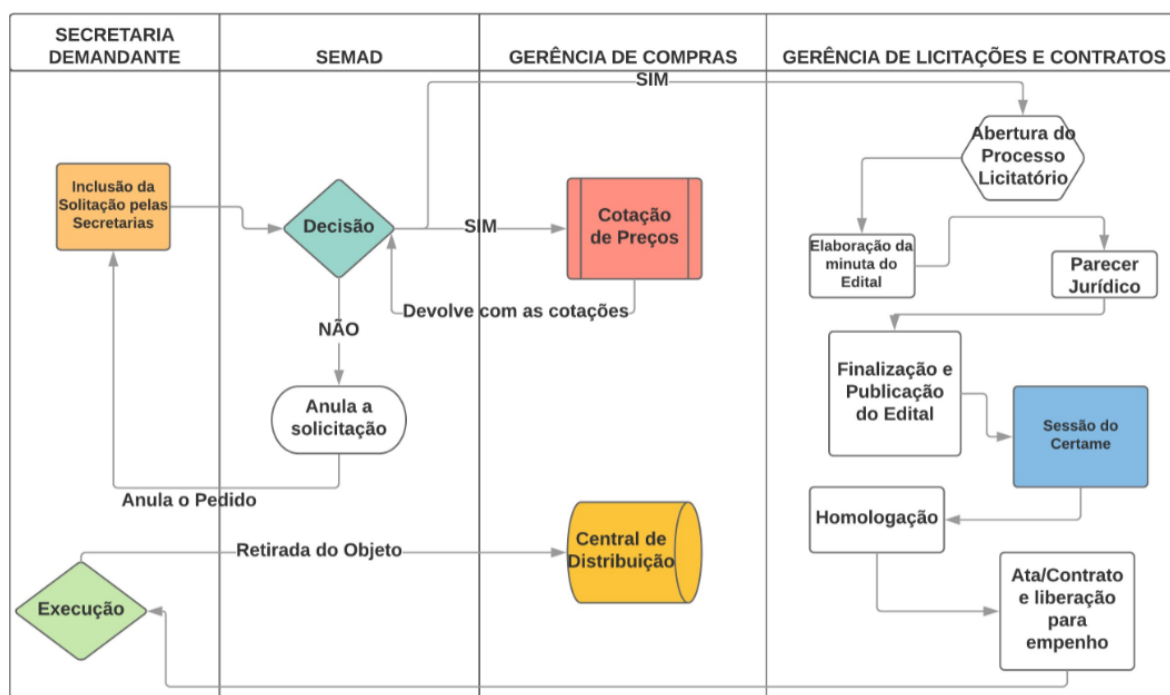 SECRETARIA
DEMANDANTE
SEMAD
GERÊNCIA DE COMPRAS
GERÊNCIA DE LICITAÇÕES E CONTRATOS
SIM
Abertura do
Processo
Licitatório
Inclusão da
Solitação pelas
Secretarias
Decisão
SIM
Cotação
de Preços
Elaboração da
minuta do
Edital
Parecer
Jurídico
Devolve com as cotações
NÃO
Anula a
solicitação
Finalização e
Publicação
do Edital
Sessão do
Certame
Anula o Pedido
Homologação
Retirada do Objeto
Central de
Distribuição
Execução
Ata/Contrato
e liberação
para
empenho